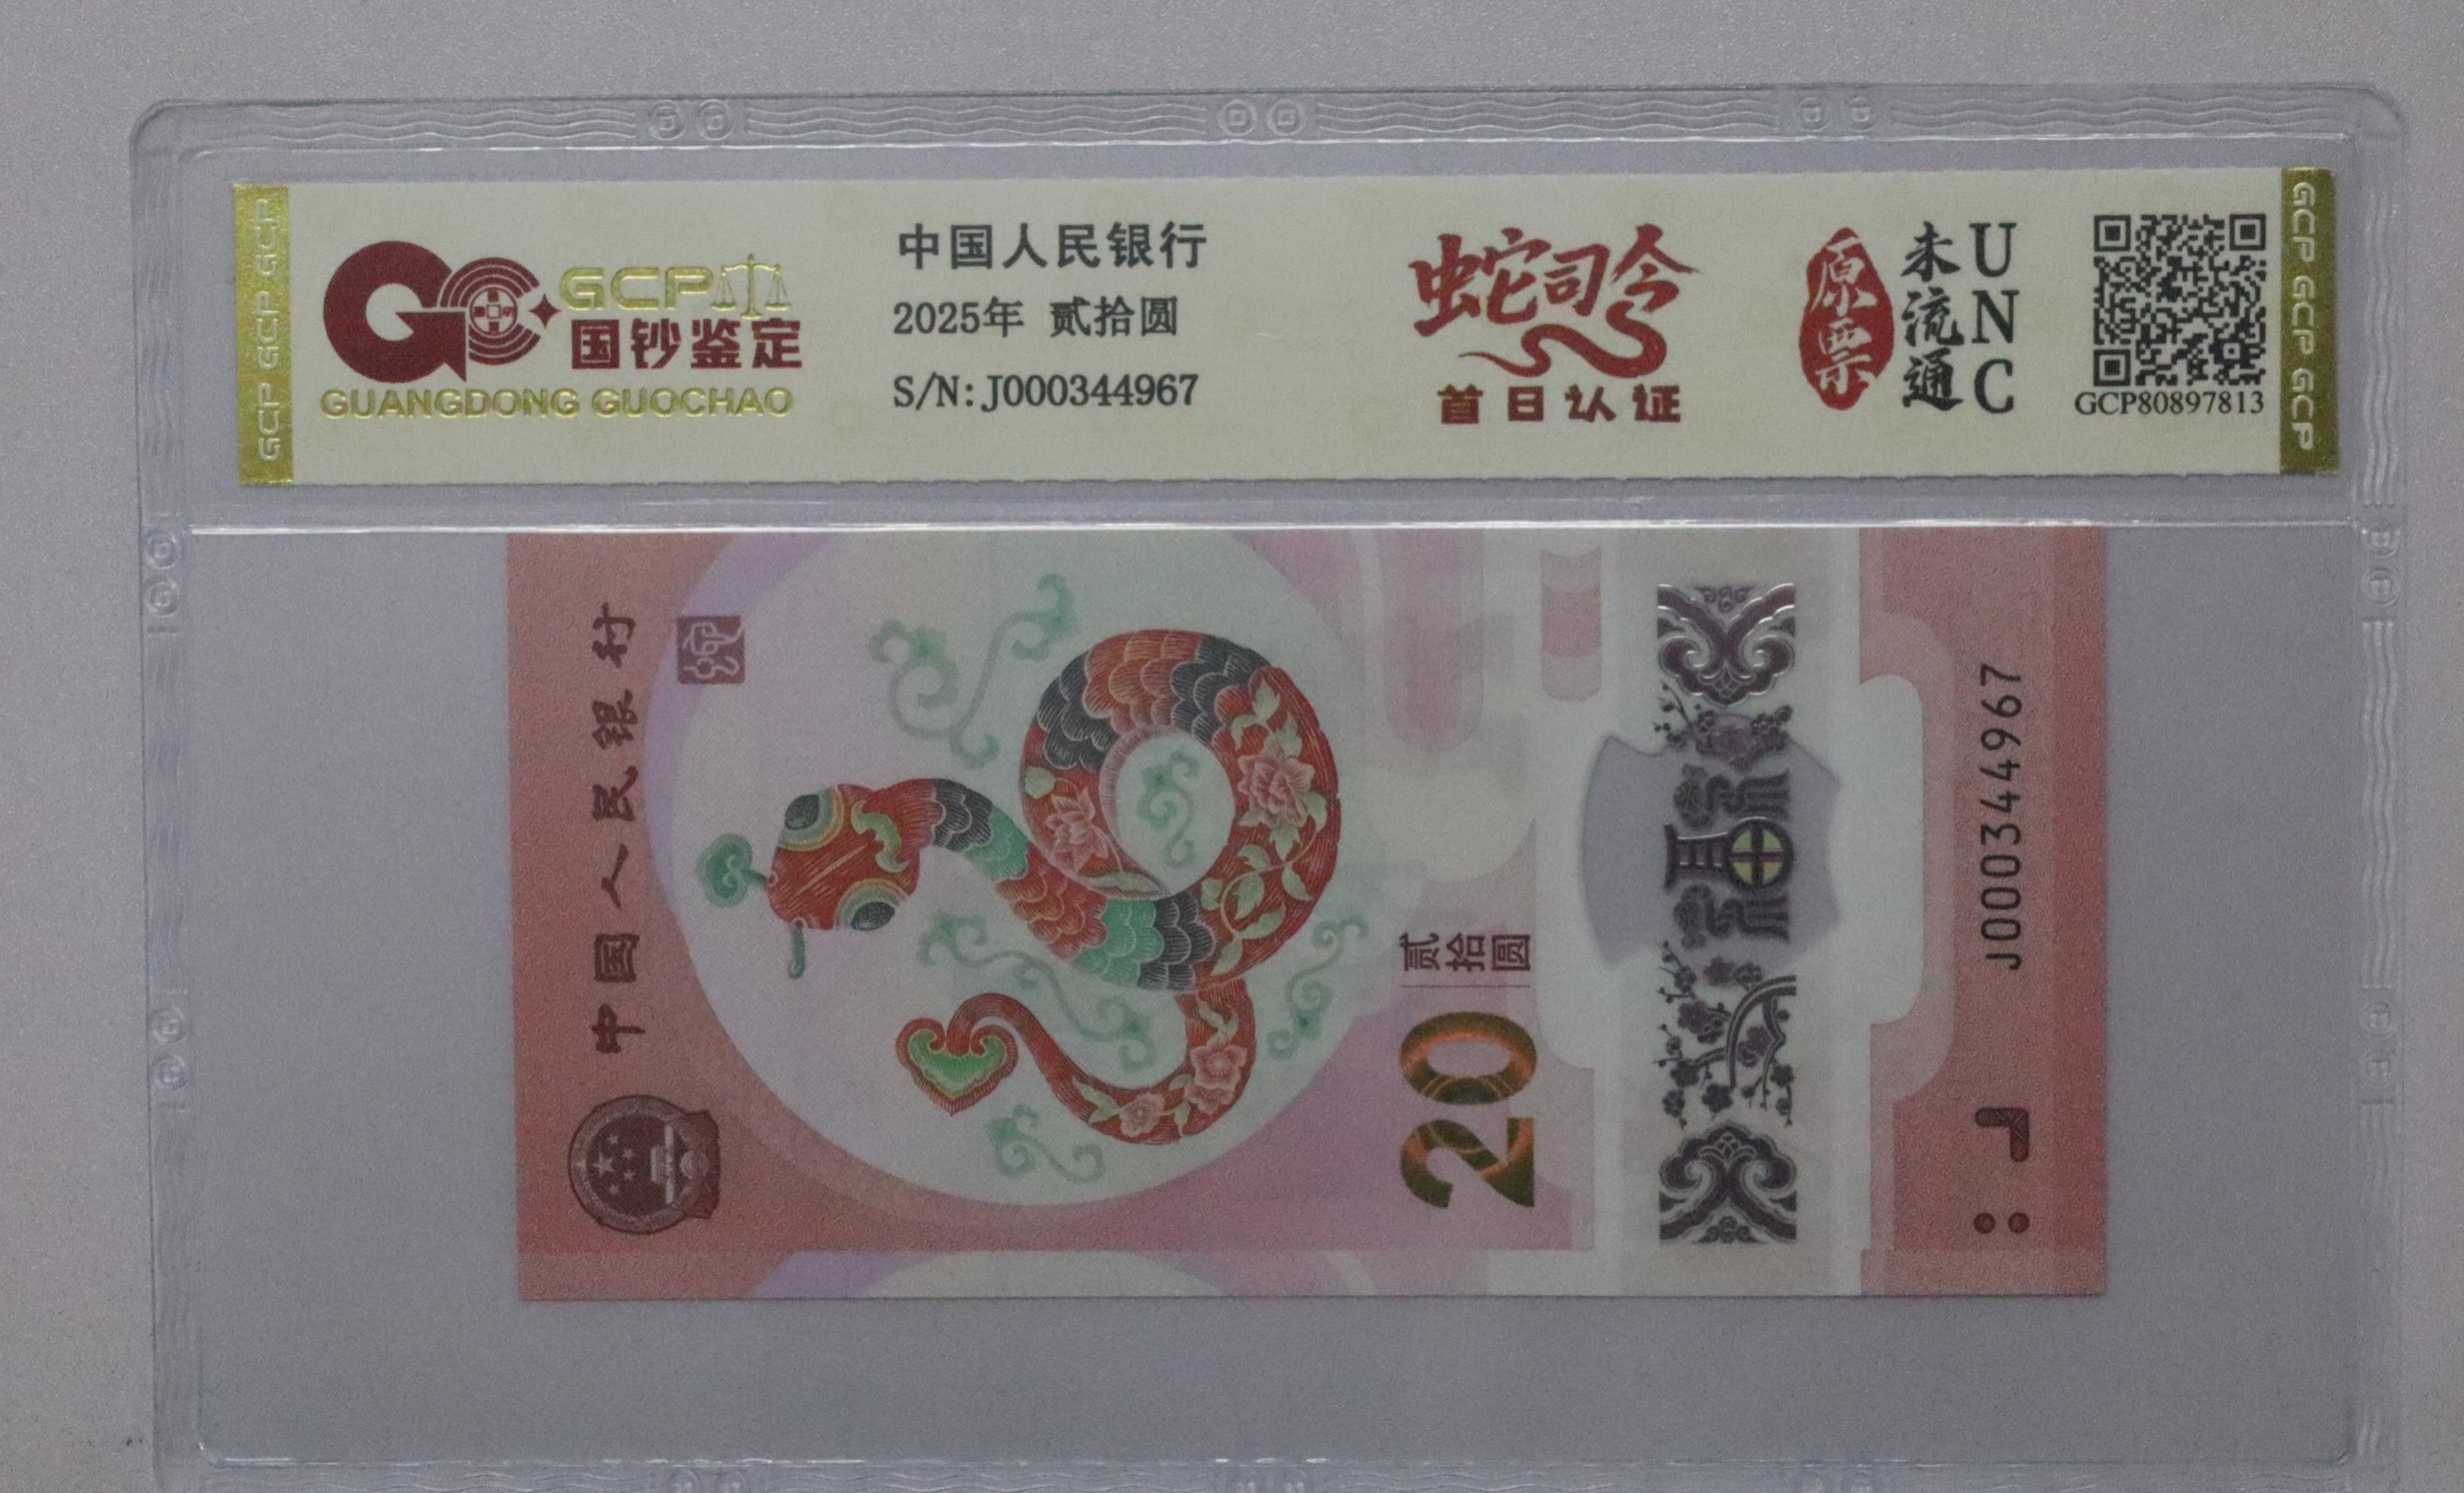 GCP GCP GCP
GCP
国钞鉴定
GUANGDONG GUOCHAO
中国人民银行
2025年 贰拾圆
S/N: J000344967
蛇司令
首日认证
原票
未流通
UNC
GCP80897813
GCP GCP GCP
中国人民银行
贰拾圆
20
J000344967